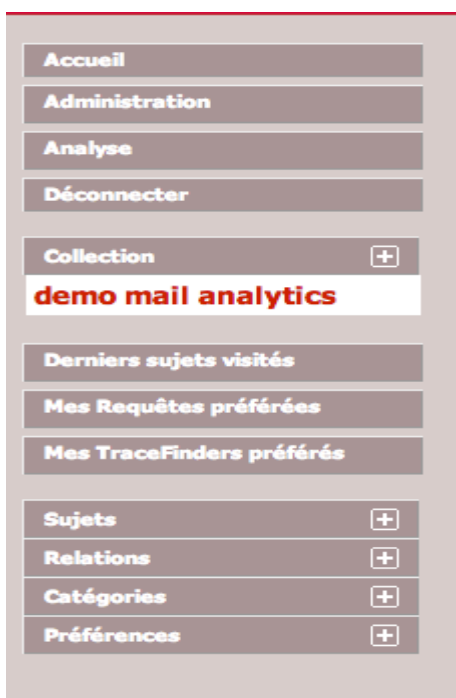 Accueil
Administration
Analyse
Déconnecter
Collection
demo mail analytics
Derniers sujets visités
Mes Requêtes préférées
Mes TraceFinders préférés
Sujets
Relations
Catégories
Préférences